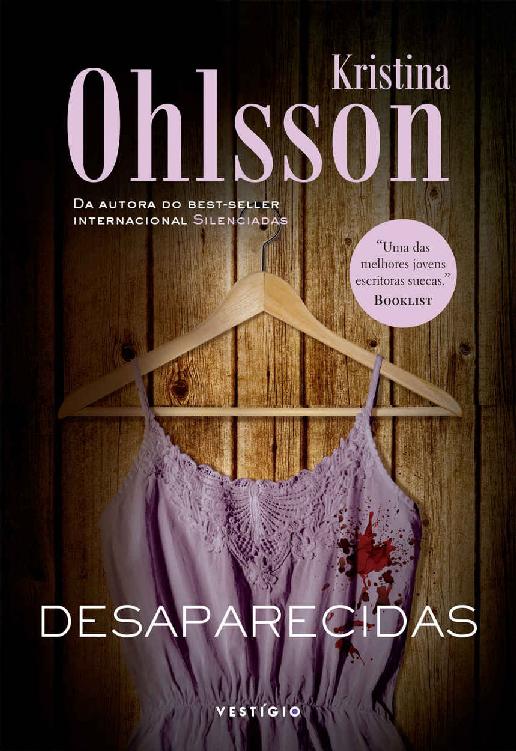 Kristina
Ohlsson
DA AUTORA DO BEST-SELLER
INTERNACIONAL SILENCIADAS
“Uma das
melhores jovens
escritoras suecas.”
BOOKLIST
DESAPARECIDAS
VESTÍGIO